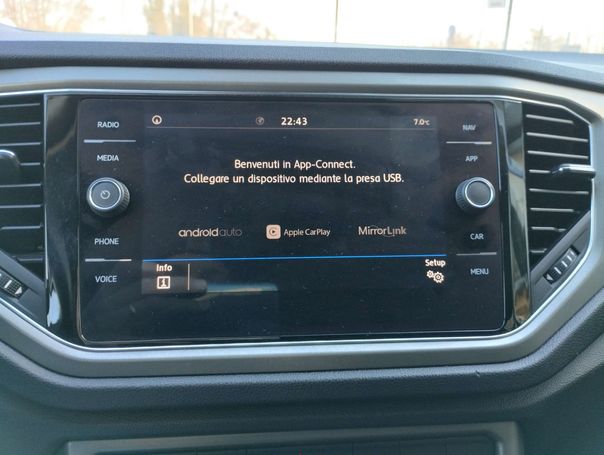 RADIO
22:43
7.0°C
NAV
MEDIA
Benvenuti in App-Connect.
APP
Collegare un dispositivo mediante la presa USB.
PHONE
androidauto
Apple CarPlay
MirrorLink
CAR
VOICE
Info
Setup
MENU